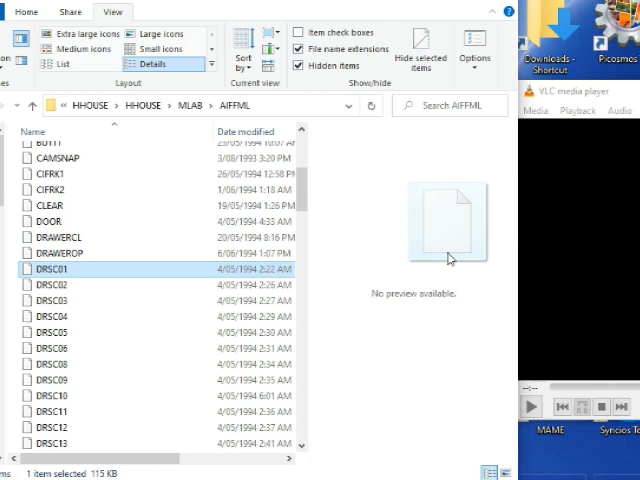 Home Share View
Extra large icons Large icons
Medium icons Small icons
List Details
Layout
Sort
by
Current view
Item check boxes
File name extensions
Hidden items
Hide selected
items
Show/hide
Options
« HHOUSE › HHOUSE › MLAB › AIFFML
Search AIFFML
Name Date modified
BUTT1 23/05/1994 10:07 A
CAMSNAP 3/08/1993 3:20 PM
CIFRK1 26/05/1994 12:58 P
CIFRK2 1/06/1994 1:18 AM
CLEAR 19/05/1994 1:26 PM
DOOR 4/05/1994 4:33 AM
DRAWERCL 20/05/1994 8:16 PM
DRAWEROP 6/06/1994 1:07 PM
DRSC01 4/05/1994 2:22 AM
DRSC02 4/05/1994 2:26 AM
DRSC03 4/05/1994 2:27 AM
DRSC04 4/05/1994 2:29 AM
DRSC05 4/05/1994 2:30 AM
DRSC06 4/05/1994 2:31 AM
DRSC08 4/05/1994 2:34 AM
DRSC09 4/05/1994 2:35 AM
DRSC10 4/05/1994 6:01 AM
DRSC11 4/05/1994 2:36 AM
DRSC12 4/05/1994 2:37 AM
DRSC13 4/05/1994 2:41 AM
No preview available.
1 item selected 115 KB
Downloads -
Shortcut
Picosmos
VLC media player
Media Playback Audio
--:--
MAME
Syncios To